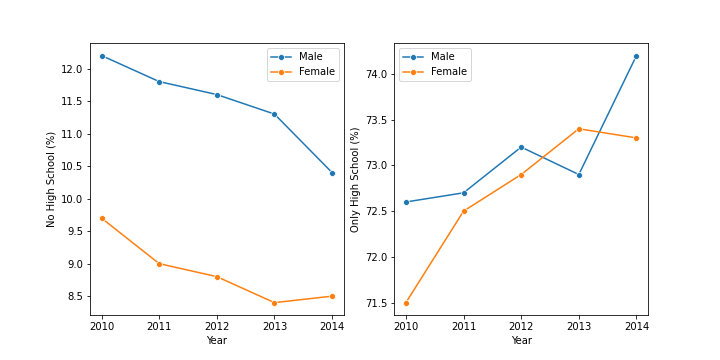 No High School (%)
12.0
11.5
11.0
10.5
10.0
9.5
9.0
8.5
2010 2011 2012 2013 2014
Year
Male
Female
Only High School (%)
74.0
73.5
73.0
72.5
72.0
71.5
2010 2011 2012 2013 2014
Year
Male
Female